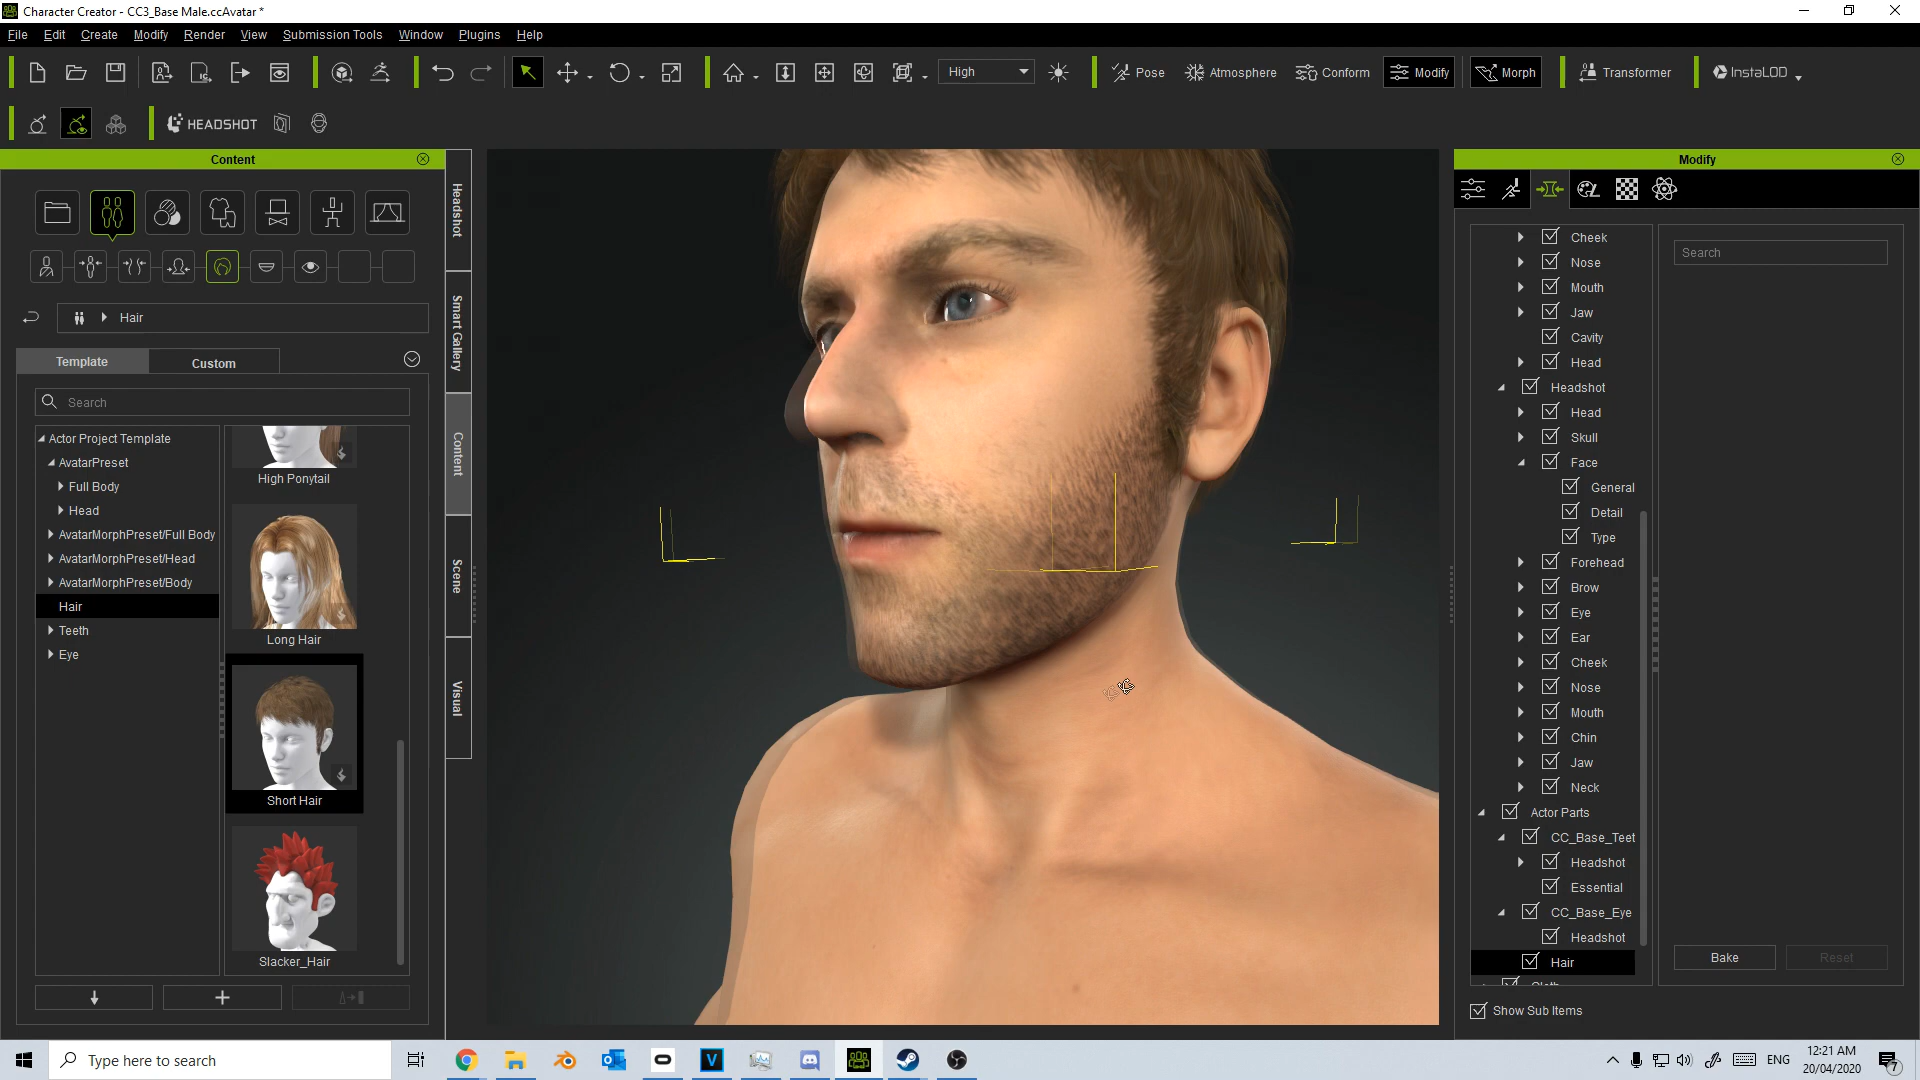 Character Creator - CC3_Base Male.ccAvatar *
File Edit Create Modify Render View Submission Tools Window Plugins Help
High Pose Atmosphere Conform Modify Morph Transformer InstaLOD
HEADSHOT
Content
Hair
Template Custom
Search
Actor Project Template
AvatarPreset
Full Body
Head
AvatarMorphPreset/Full Body
AvatarMorphPreset/Head
AvatarMorphPreset/Body
Hair
Teeth
Eye
High Ponytail
Long Hair
Short Hair
Slacker_Hair
Headshot
Smart Gallery
Content
Scene
Visual
Modify
Cheek
Nose
Mouth
Jaw
Cavity
Head
Headshot
Head
Skull
Face
General
Detail
Type
Forehead
Brow
Eye
Ear
Cheek
Nose
Mouth
Chin
Jaw
Neck
Actor Parts
CC_Base_Teet
Headshot
Essential
CC_Base_Eye
Headshot
Hair
Search
Bake Reset
Show Sub Items
Type here to search
ENG
12:21 AM
20/04/2020
7